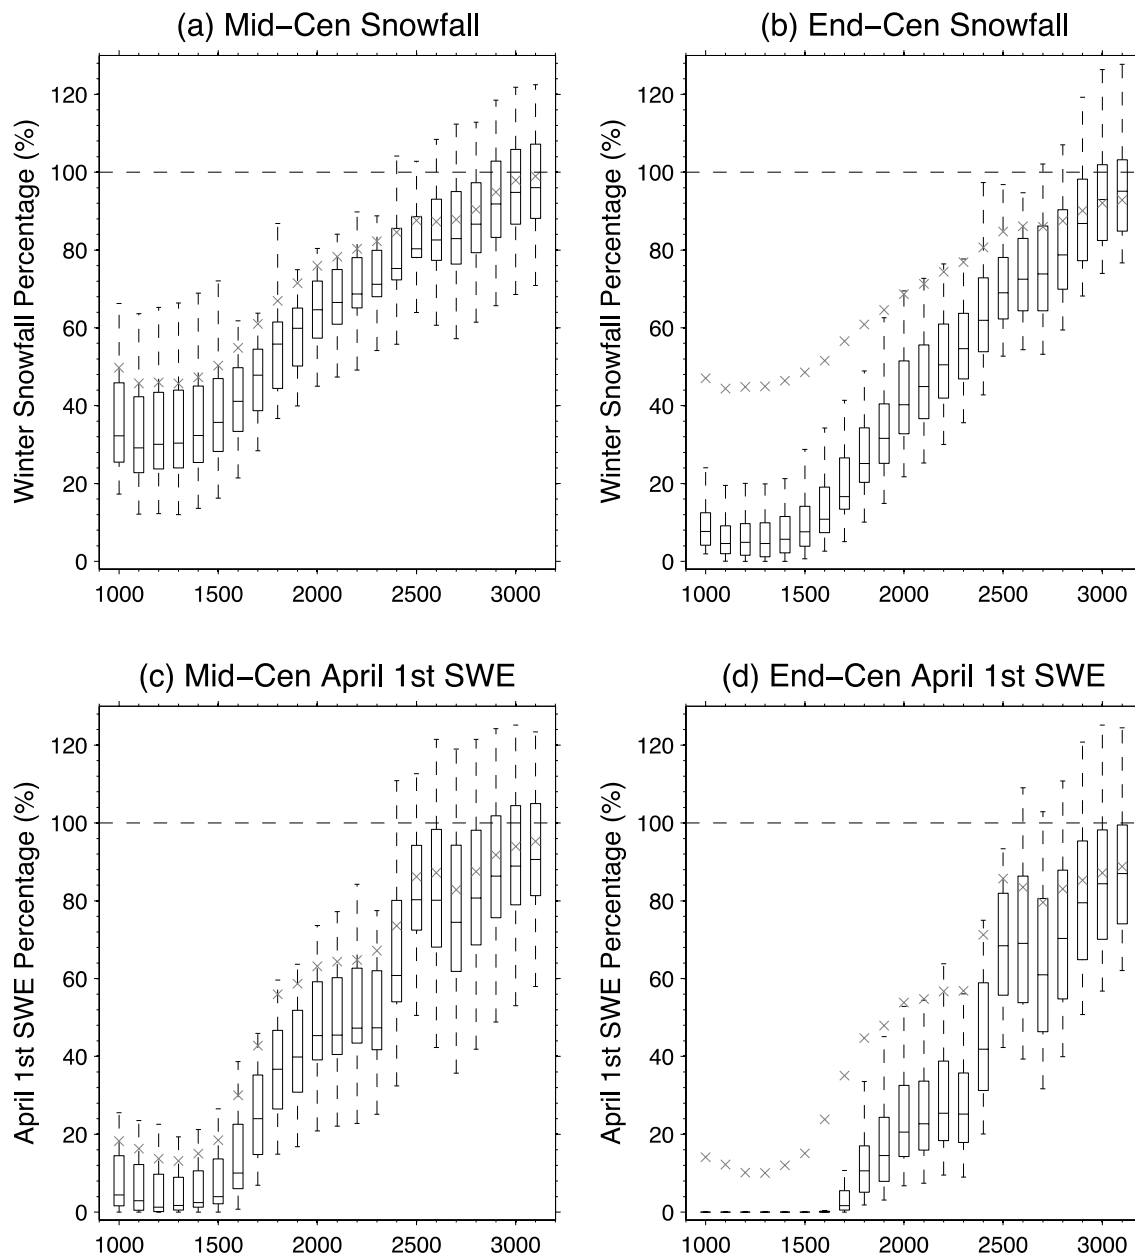 (a) Mid−Cen Snowfall
Winter Snowfall Percentage (%)
120
100
80
60
40
20
0
1000 1500 2000 2500 3000
(b) End−Cen Snowfall
Winter Snowfall Percentage (%)
120
100
80
60
40
20
0
1000 1500 2000 2500 3000
(c) Mid−Cen April 1st SWE
April 1st SWE Percentage (%)
120
100
80
60
40
20
0
1000 1500 2000 2500 3000
(d) End−Cen April 1st SWE
April 1st SWE Percentage (%)
120
100
80
60
40
20
0
1000 1500 2000 2500 3000